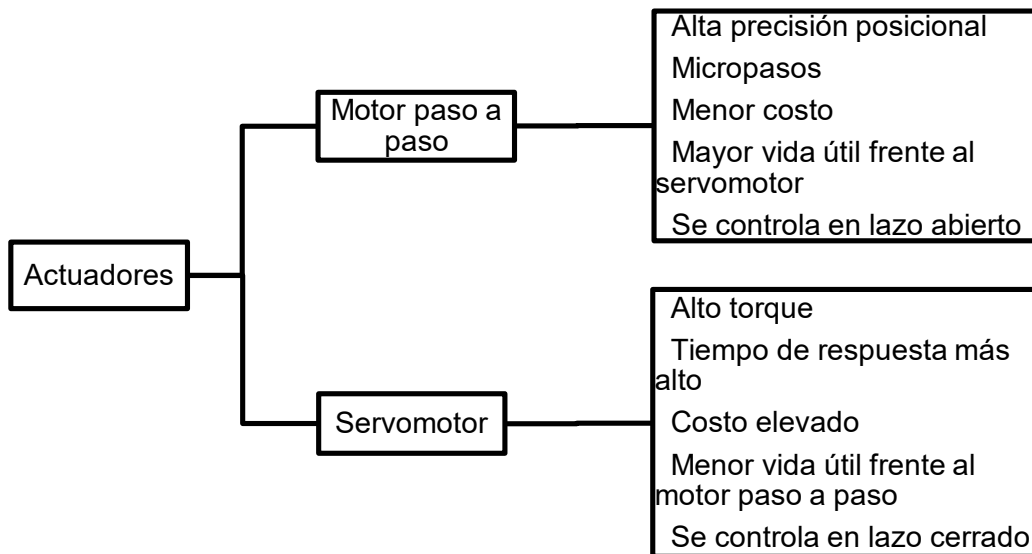 Actuadores
Motor paso a
paso
Alta precisión posicional
Micropasos
Menor costo
Mayor vida útil frente al
servomotor
Se controla en lazo abierto
Servomotor
Alto torque
Tiempo de respuesta más
alto
Costo elevado
Menor vida útil frente al
motor paso a paso
Se controla en lazo cerrado